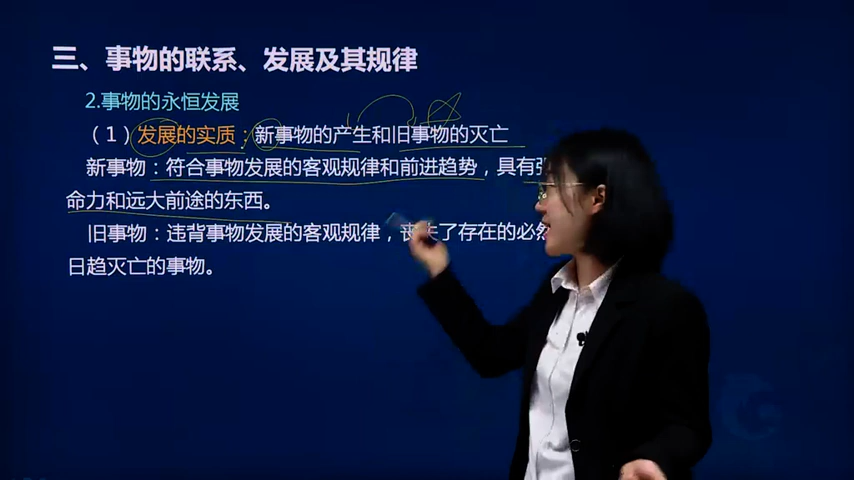 三、事物的联系、发展及其规律
2.事物的永恒发展
（1）发展的实质：新事物的产生和旧事物的灭亡
新事物：符合事物发展的客观规律和前进趋势，具有强
命力和远大前途的东西。
旧事物：违背事物发展的客观规律，丧失了存在的必然
日趋灭亡的事物。